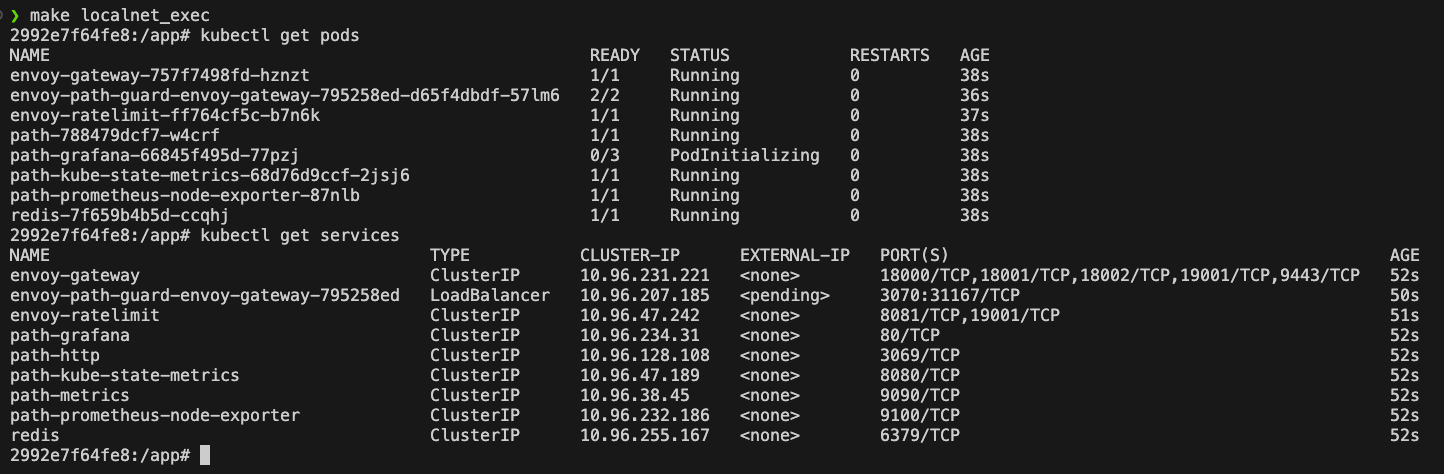 ❯ make localnet_exec
2992e7f64fe8:/app# kubectl get pods
NAME READY STATUS RESTARTS AGE
envoy-gateway-757f7498fd-hznzt 1/1 Running 0 38s
envoy-path-guard-envoy-gateway-795258ed-d65f4dbdf-57lm6 2/2 Running 0 36s
envoy-ratelimit-ff764cf5c-b7n6k 1/1 Running 0 37s
path-788479dcf7-w4crf 1/1 Running 0 38s
path-grafana-66845f495d-77pzj 0/3 PodInitializing 0 38s
path-kube-state-metrics-68d76d9ccf-2jsj6 1/1 Running 0 38s
path-prometheus-node-exporter-87nlb 1/1 Running 0 38s
redis-7f659b4b5d-ccqhj 1/1 Running 0 38s
2992e7f64fe8:/app# kubectl get services
NAME TYPE CLUSTER-IP EXTERNAL-IP PORT(S) AGE
envoy-gateway ClusterIP 10.96.231.221 <none> 18000/TCP,18001/TCP,18002/TCP,19001/TCP,9443/TCP 52s
envoy-path-guard-envoy-gateway-795258ed LoadBalancer 10.96.207.185 <pending> 3070:31167/TCP 50s
envoy-ratelimit ClusterIP 10.96.47.242 <none> 8081/TCP,19001/TCP 51s
path-grafana ClusterIP 10.96.234.31 <none> 80/TCP 52s
path-http ClusterIP 10.96.128.108 <none> 3069/TCP 52s
path-kube-state-metrics ClusterIP 10.96.47.189 <none> 8080/TCP 52s
path-metrics ClusterIP 10.96.38.45 <none> 9090/TCP 52s
path-prometheus-node-exporter ClusterIP 10.96.232.186 <none> 9100/TCP 52s
redis ClusterIP 10.96.255.167 <none> 6379/TCP 52s
2992e7f64fe8:/app#